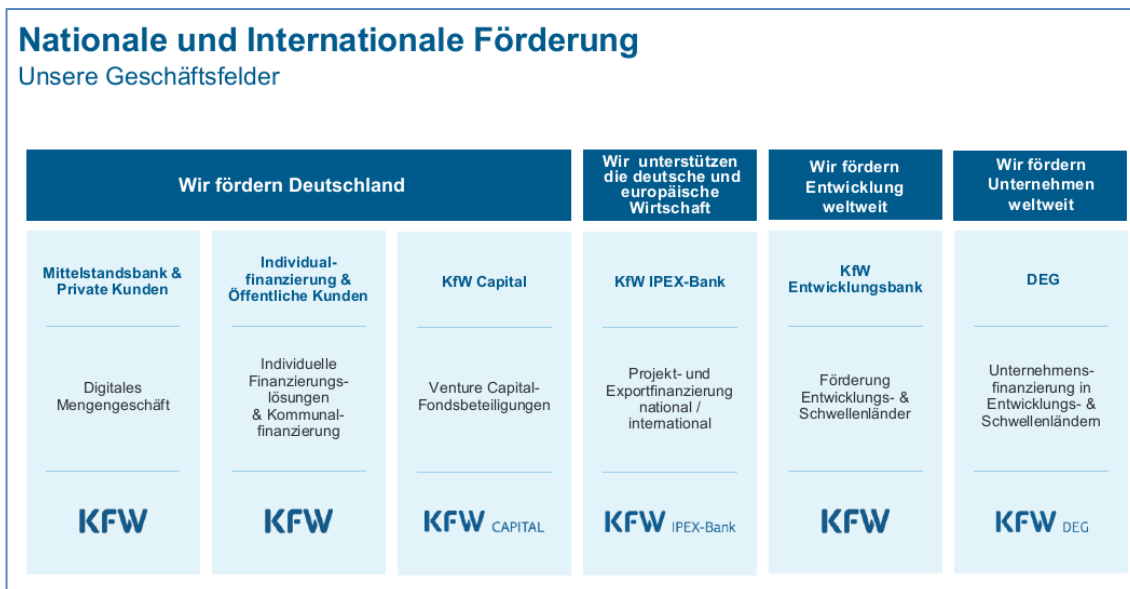 Nationale und Internationale Förderung
Unsere Geschäftsfelder
Wir fördern Deutschland
Wir unterstützen
die deutsche und
europäische
Wirtschaft
Wir fördern
Entwicklung
weltweit
Wir fördern
Unternehmen
weltweit
Mittelstandsbank &
Private Kunden
Digitales
Mengengeschäft
KFW
Individual-
finanzierung &
Öffentliche Kunden
Individuelle
Finanzierungs-
lösungen
& Kommunal-
finanzierung
KFW
KfW Capital
Venture Capital-
Fondsbeteiligungen
KFW CAPITAL
KfW IPEX-Bank
Projekt- und
Exportfinanzierung
national /
international
KFW IPEX-Bank
KfW
Entwicklungsbank
Förderung
Entwicklungs- &
Schwellenländer
KFW
DEG
Unternehmens-
finanzierung in
Entwicklungs- &
Schwellenländern
KFW DEG